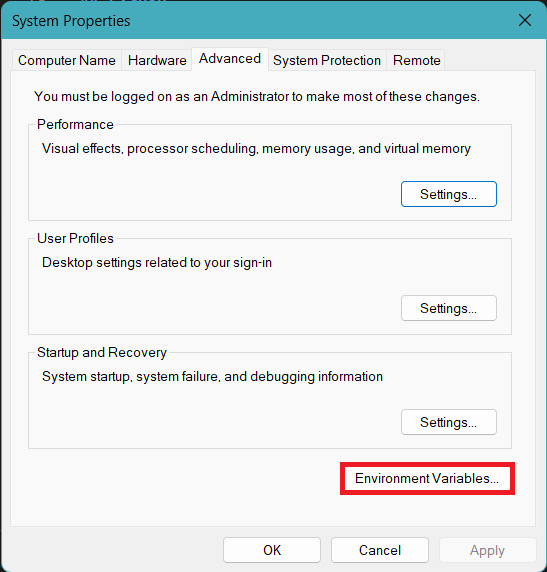 System Properties
Computer Name Hardware Advanced System Protection Remote
You must be logged on as an Administrator to make most of these changes.
Performance
Visual effects, processor scheduling, memory usage, and virtual memory
Settings...
User Profiles
Desktop settings related to your sign-in
Settings...
Startup and Recovery
System startup, system failure, and debugging information
Settings...
Environment Variables...
OK Cancel Apply